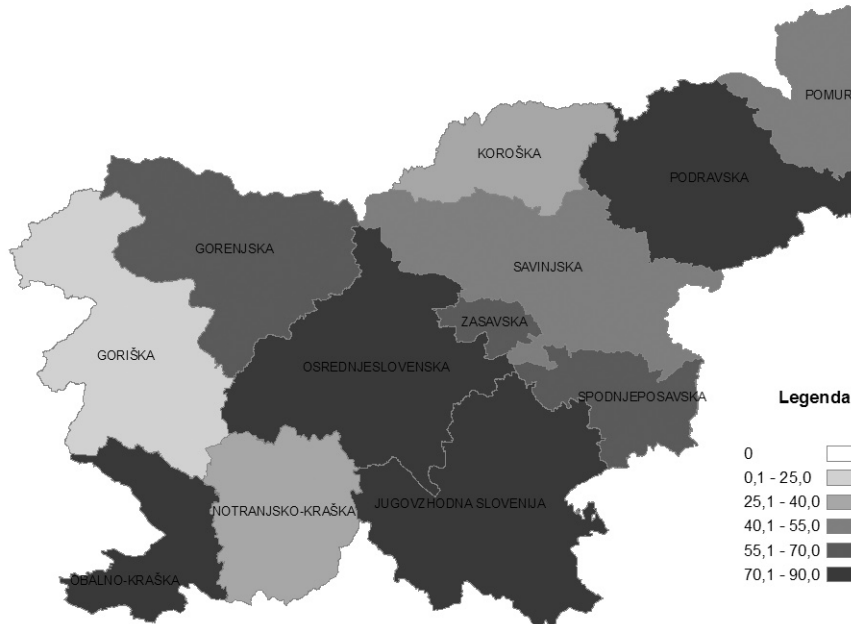 POMUR
KOROŠKA
PODRAVSKA
GORENJSKA
SAVINJSKA
ZASAVSKA
GORIŠKA
OSREDNJESLOVENSKA
SPODNJEPOSAVSKA
NOTRANJSKO-KRAŠKA
JUGOVZHODNA SLOVENIJA
OBALNO-KRAŠKA
Legenda
0
0,1 - 25,0
25,1 - 40,0
40,1 - 55,0
55,1 - 70,0
70,1 - 90,0